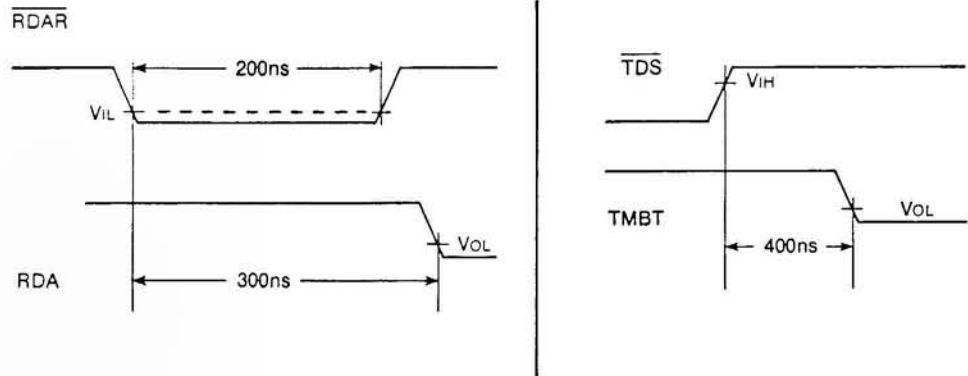 RDAR
200ns
VIL
VOL
RDA
300ns
TDS
VIH
TMBT
VOL
400ns